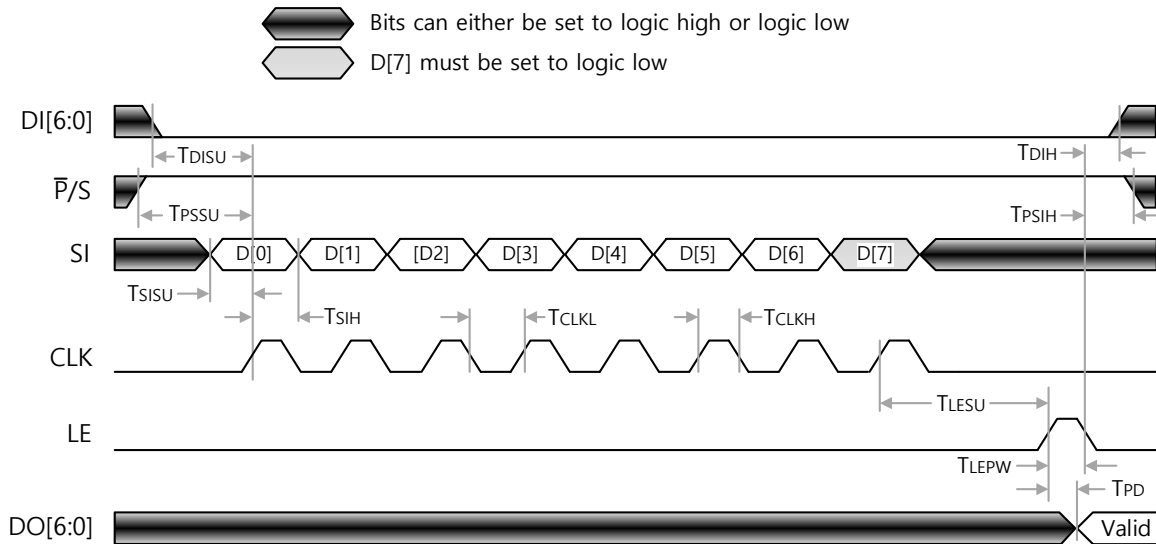 Bits can either be set to logic high or logic low
D[7] must be set to logic low
DI[6:0]
TDISU
TDIH
P̅/S
TPSSU
TPSIH
SI
D[0]
D[1]
[D2]
D[3]
D[4]
D[5]
D[6]
D[7]
TSISU
TSIH
TCLKL
TCLKH
CLK
TLESU
LE
TLEPW
TPD
DO[6:0]
Valid